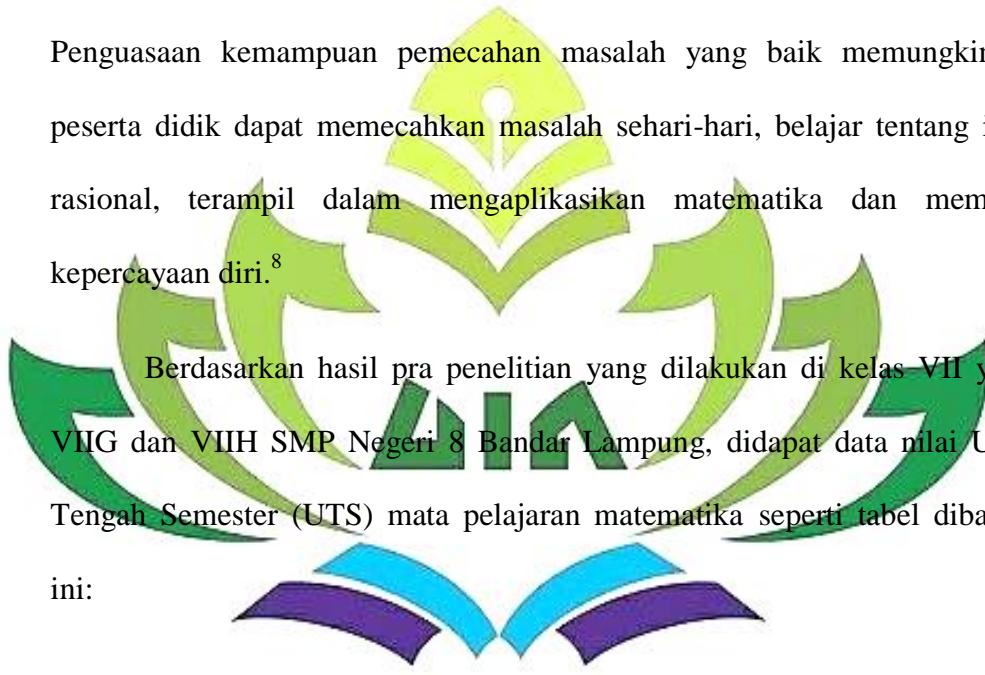 Penguasaan kemampuan pemecahan masalah yang baik memungkin
peserta didik dapat memecahkan masalah sehari-hari, belajar tentang
rasional, terampil dalam mengaplikasikan matematika dan mem
kepercayaan diri.⁸
Berdasarkan hasil pra penelitian yang dilakukan di kelas VII y
VIIG dan VIIH SMP Negeri 8 Bandar Lampung, didapat data nilai U
Tengah Semester (UTS) mata pelajaran matematika seperti tabel diba
ini:
UIN